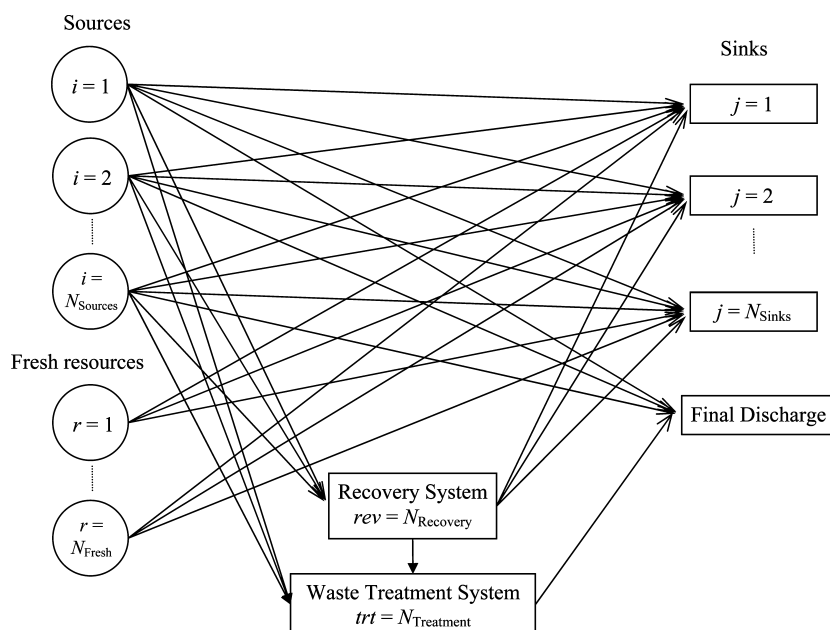 Sources
Sinks
i = 1
j = 1
i = 2
j = 2
i =
N_Sources
j = N_Sinks
Fresh resources
r = 1
Final Discharge
r =
N_Fresh
Recovery System
rev = N_Recovery
Waste Treatment System
trt = N_Treatment